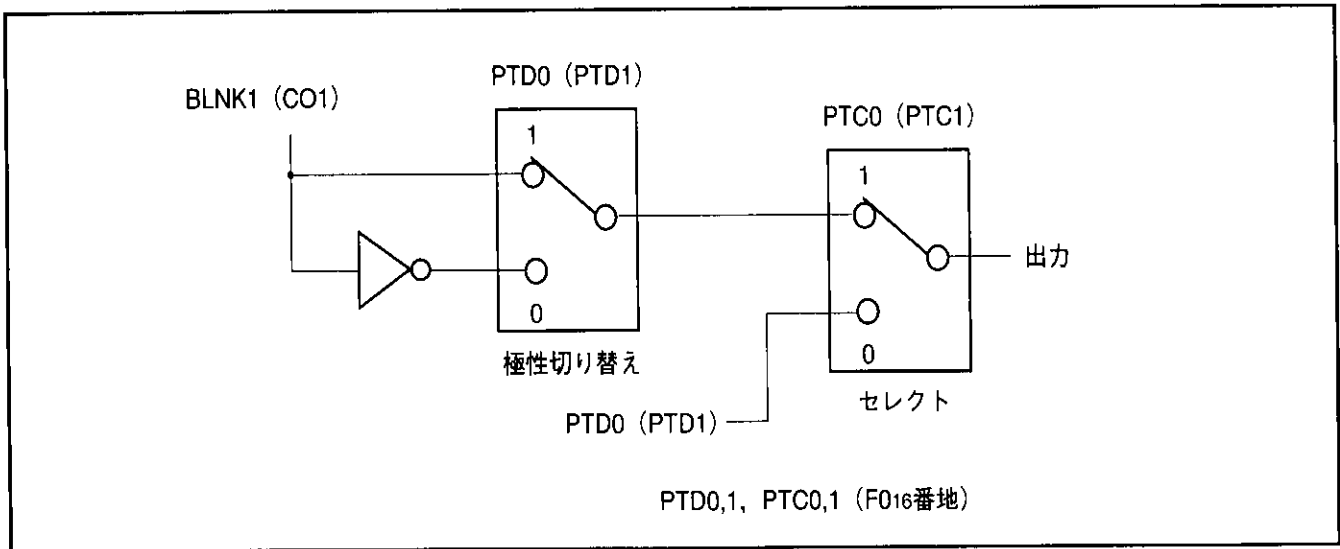 PTD0（PTD1）
BLNK1（CO1）
PTC0（PTC1）
1
1
0
0
極性切り替え
セレクト
出力
PTD0（PTD1）
PTD0,1, PTC0,1（F016番地）